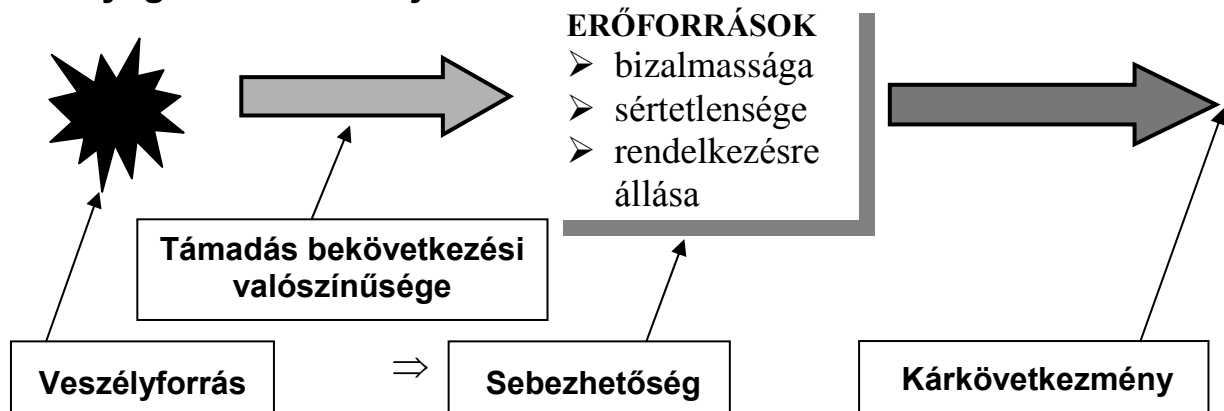 ERŐFORRÁSOK
➢ bizalmassága
➢ sértetlensége
➢ rendelkezésre
állása
Támadás bekövetkezési
valószínűsége
Veszélyforrás
⇒
Sebezhetőség
Kárkövetkezmény